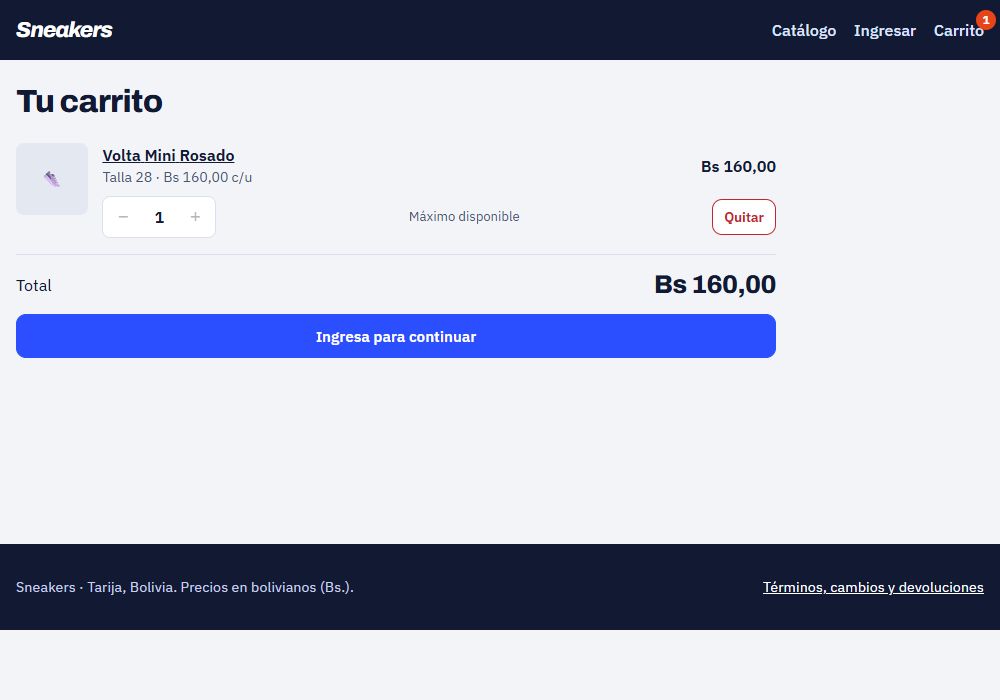 Sneakers
Catálogo Ingresar Carrito 1
Tu carrito
Volta Mini Rosado
Talla 28 · Bs 160,00 c/u
Bs 160,00
− 1 +
Máximo disponible
Quitar
Total
Bs 160,00
Ingresa para continuar
Sneakers · Tarija, Bolivia. Precios en bolivianos (Bs.).
Términos, cambios y devoluciones